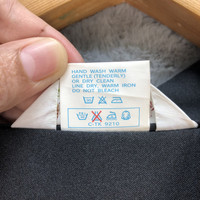 HAND WASH WARM
GENTLE (TENDERLY)
OR DRY CLEAN.
LINE DRY, WARM IRON
DO NOT BLEACH